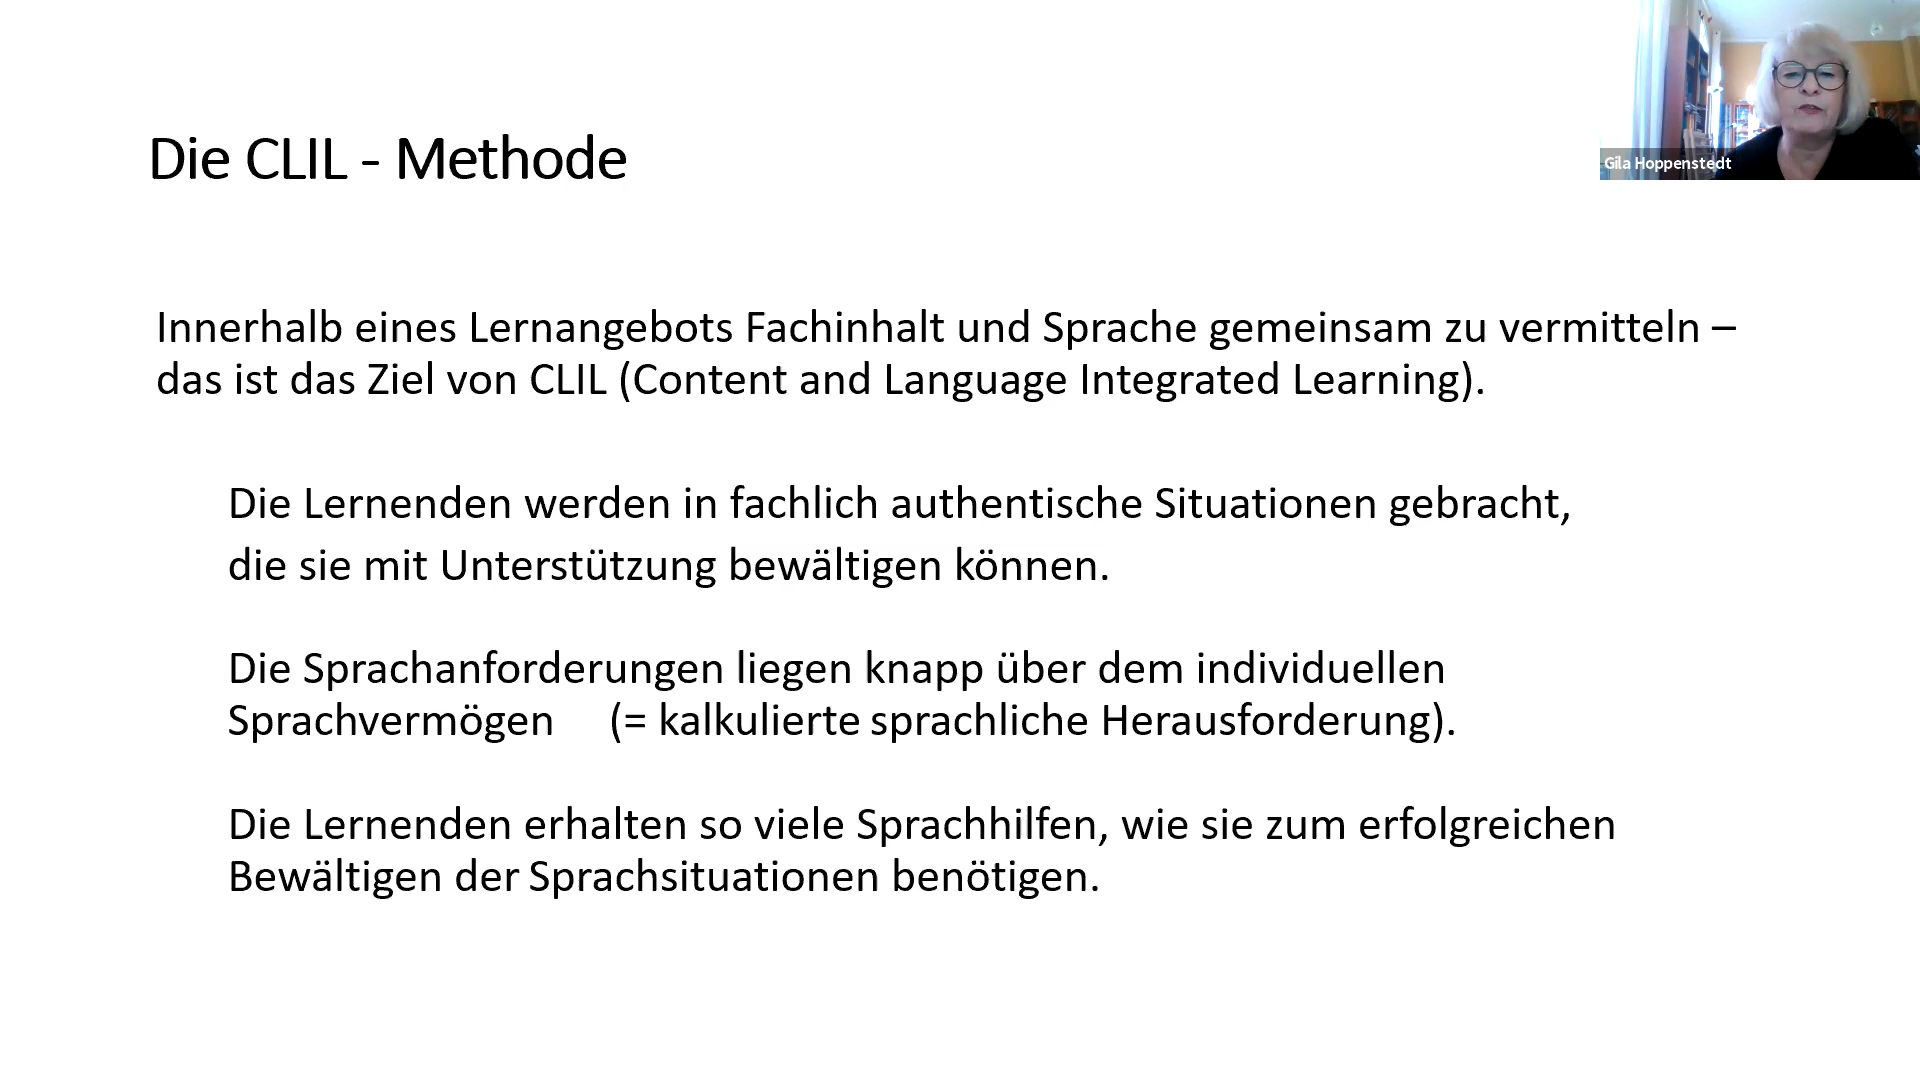 Die CLIL - Methode
Gila Hoppenstedt
Innerhalb eines Lernangebots Fachinhalt und Sprache gemeinsam zu vermitteln –
das ist das Ziel von CLIL (Content and Language Integrated Learning).
Die Lernenden werden in fachlich authentische Situationen gebracht,
die sie mit Unterstützung bewältigen können.
Die Sprachanforderungen liegen knapp über dem individuellen
Sprachvermögen (= kalkulierte sprachliche Herausforderung).
Die Lernenden erhalten so viele Sprachhilfen, wie sie zum erfolgreichen
Bewältigen der Sprachsituationen benötigen.